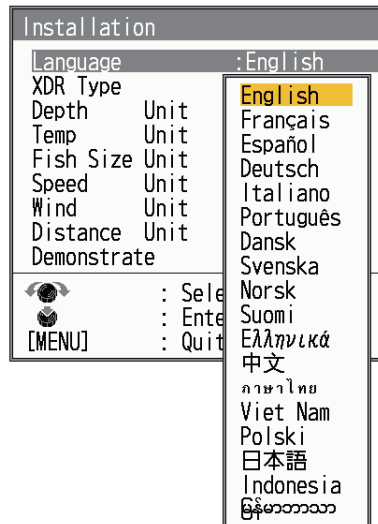 Installation
Language :English
XDR Type
Depth Unit
Temp Unit
Fish Size Unit
Speed Unit
Wind Unit
Distance Unit
Demonstrate
: Sele
: Ente
[MENU] : Quit
English
Français
Español
Deutsch
Italiano
Português
Dansk
Svenska
Norsk
Suomi
Ελληνικά
中文
ภาษาไทย
Viet Nam
Polski
日本語
Indonesia
မြန်မာဘာသာ